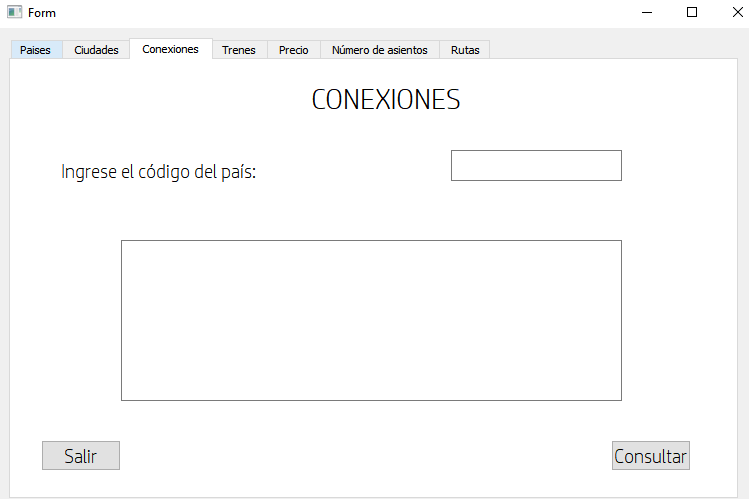 Form
Paises Ciudades Conexiones Trenes Precio Número de asientos Rutas
CONEXIONES
Ingrese el código del país:
Salir Consultar